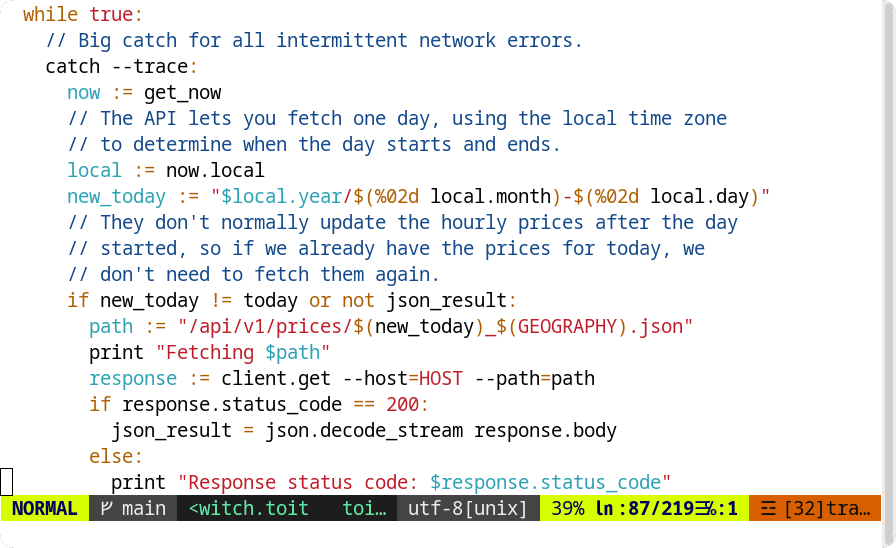 while true:
  // Big catch for all intermittent network errors.
  catch --trace:
    now := get_now
    // The API lets you fetch one day, using the local time zone
    // to determine when the day starts and ends.
    local := now.local
    new_today := "$local.year/$(%02d local.month)-$(%02d local.day)"
    // They don't normally update the hourly prices after the day
    // started, so if we already have the prices for today, we
    // don't need to fetch them again.
    if new_today != today or not json_result:
      path := "/api/v1/prices/$(new_today)_$(GEOGRAPHY).json"
      print "Fetching $path"
      response := client.get --host=HOST --path=path
      if response.status_code == 200:
        json_result = json.decode_stream response.body
      else:
        print "Response status code: $response.status_code"
NORMAL main <witch.toit toi… utf-8[unix] 39% ln:87/219☰%:1 ☲ [32]tra…